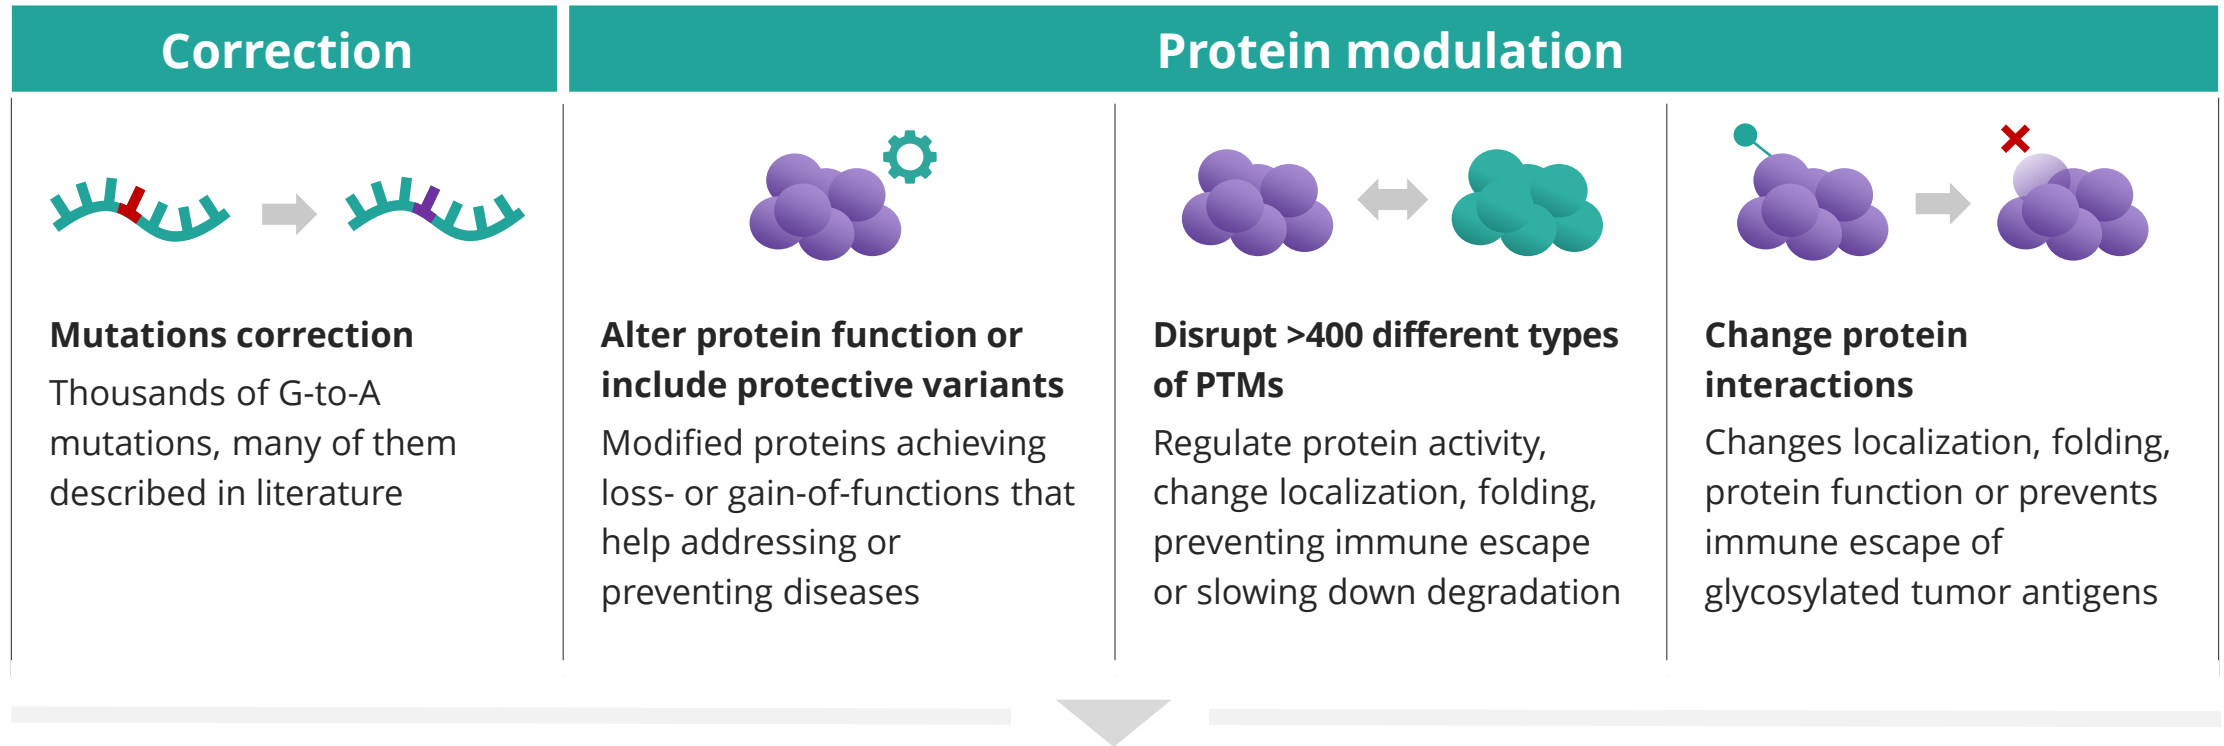 Correction
Protein modulation
Mutations correction
Thousands of G-to-A
mutations, many of them
described in literature
Alter protein function or
include protective variants
Modified proteins achieving
loss- or gain-of-functions that
help addressing or
preventing diseases
Disrupt >400 different types
of PTMs
Regulate protein activity,
change localization, folding,
preventing immune escape
or slowing down degradation
Change protein
interactions
Changes localization, folding,
protein function or prevents
immune escape of
glycosylated tumor antigens